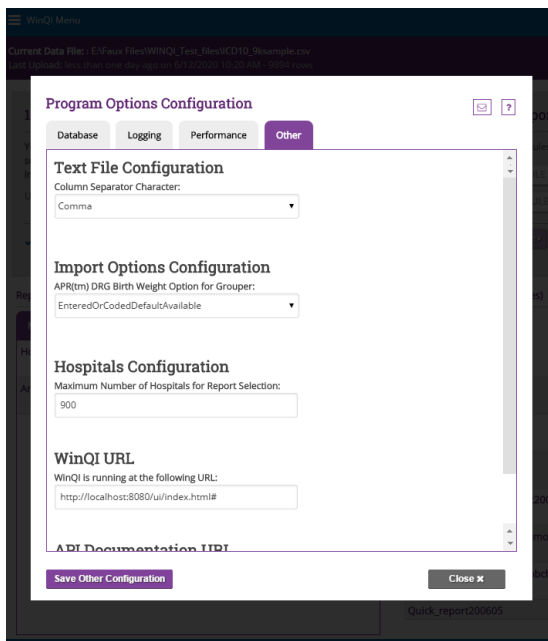 WinQI Menu
Current Data File: : E:\Faux Files\WINQI_Test_files\ICD10_9ksample.csv
Last Upload: less than one day ago on 6/12/2020 10:20 AM - 9994 rows
Program Options Configuration
?
Database Logging Performance Other
Text File Configuration
Column Separator Character:
Comma
Import Options Configuration
APR(tm) DRG Birth Weight Option for Grouper:
EnteredOrCodedDefaultAvailable
Hospitals Configuration
Maximum Number of Hospitals for Report Selection:
900
WinQI URL
WinQI is running at the following URL:
http://localhost:8080/ui/index.html#
API Documentation URL
Save Other Configuration
Close ✖
Quick_report200605